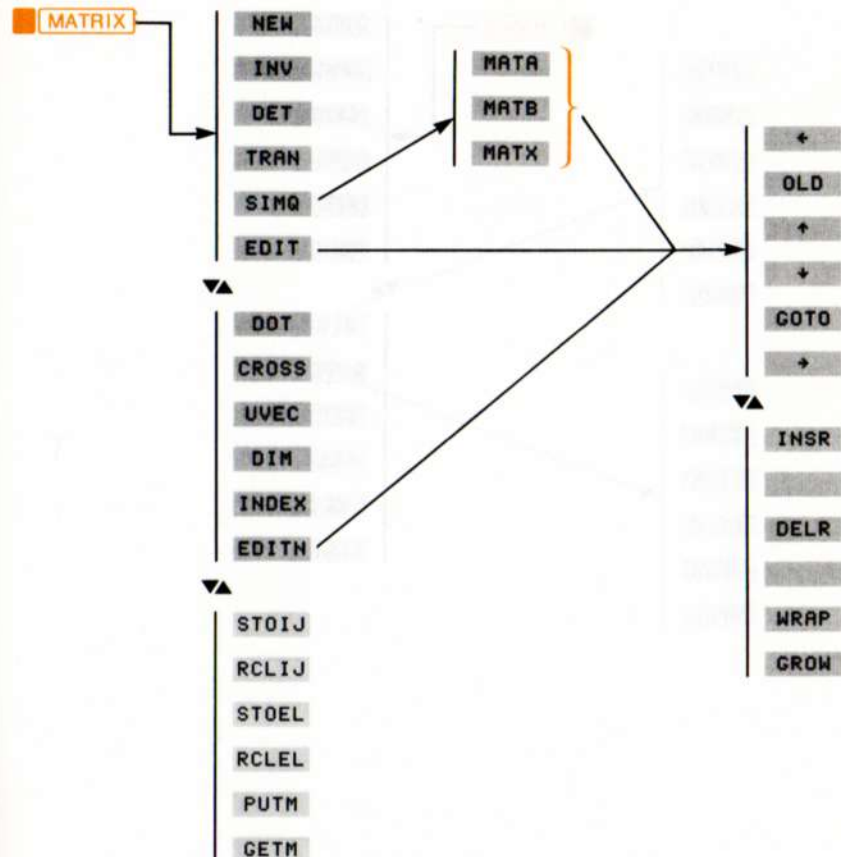 MATRIX
NEW
INV
DET
TRAN
SIMQ
EDIT
DOT
CROSS
UVEC
DIM
INDEX
EDITN
STOIJ
RCLIJ
STOEL
RCLEL
PUTM
GETM
MATA
MATB
MATX
←
OLD
↑
↓
GOTO
→
INSR
DELR
WRAP
GROW